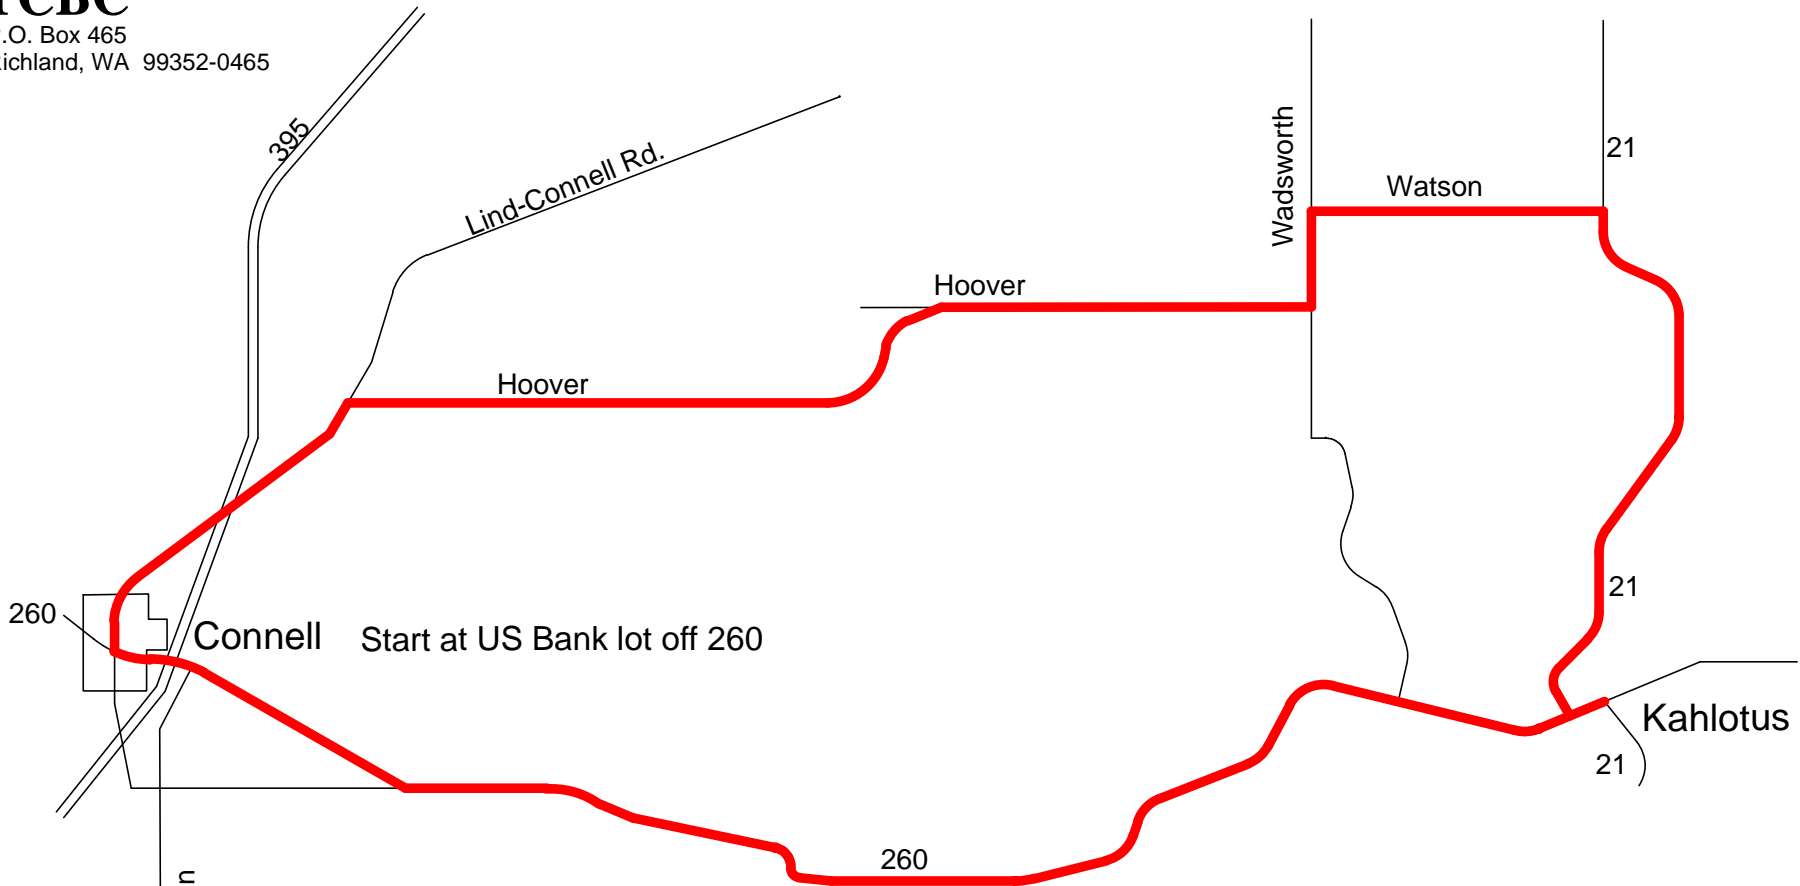 .O. Box 465
ichland, WA 99352-0465
395
Lind-Connell Rd.
Wadsworth
21
Watson
Hoover
Hoover
260
Connell
Start at US Bank lot off 260
21
Kahlotus
21
260
n